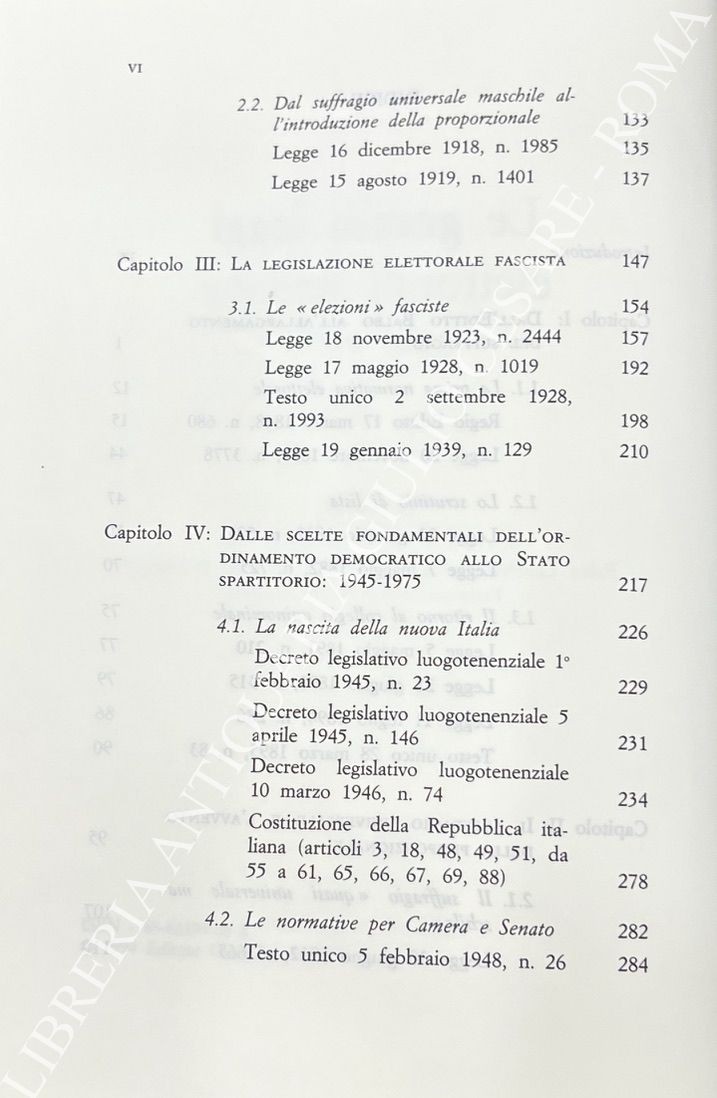 VI
2.2. Dal suffragio universale maschile al-
l'introduzione della proporzionale 133
Legge 16 dicembre 1918, n. 1985 135
Legge 15 agosto 1919, n. 1401 137
Capitolo III: LA LEGISLAZIONE ELETTORALE FASCISTA 147
3.1. Le « elezioni » fasciste 154
Legge 18 novembre 1923, n. 2444 157
Legge 17 maggio 1928, n. 1019 192
Testo unico 2 settembre 1928,
n. 1993 198
Legge 19 gennaio 1939, n. 129 210
Capitolo IV: DALLE SCELTE FONDAMENTALI DELL'OR-
DINAMENTO DEMOCRATICO ALLO STATO
SPARTITORIO: 1945-1975 217
4.1. La nascita della nuova Italia 226
Decreto legislativo luogotenenziale 1°
febbraio 1945, n. 23 229
Decreto legislativo luogotenenziale 5
aprile 1945, n. 146 231
Decreto legislativo luogotenenziale
10 marzo 1946, n. 74 234
Costituzione della Repubblica ita-
liana (articoli 3, 18, 48, 49, 51, da
55 a 61, 65, 66, 67, 69, 88) 278
4.2. Le normative per Camera e Senato 282
Testo unico 5 febbraio 1948, n. 26 284
LIBRERIA ANTIQUARIA GIULIO CESARE - ROMA